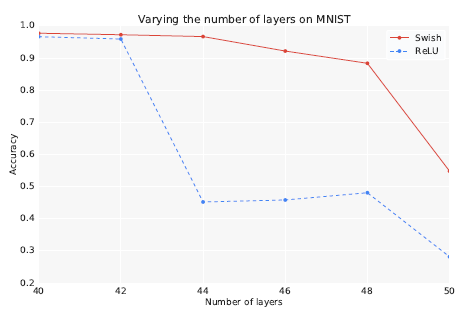 Varying the number of layers on MNIST
1.0
0.9
0.8
0.7
0.6
0.5
0.4
0.3
0.2
Accuracy
Swish
ReLU
40 42 44 46 48 50
Number of layers